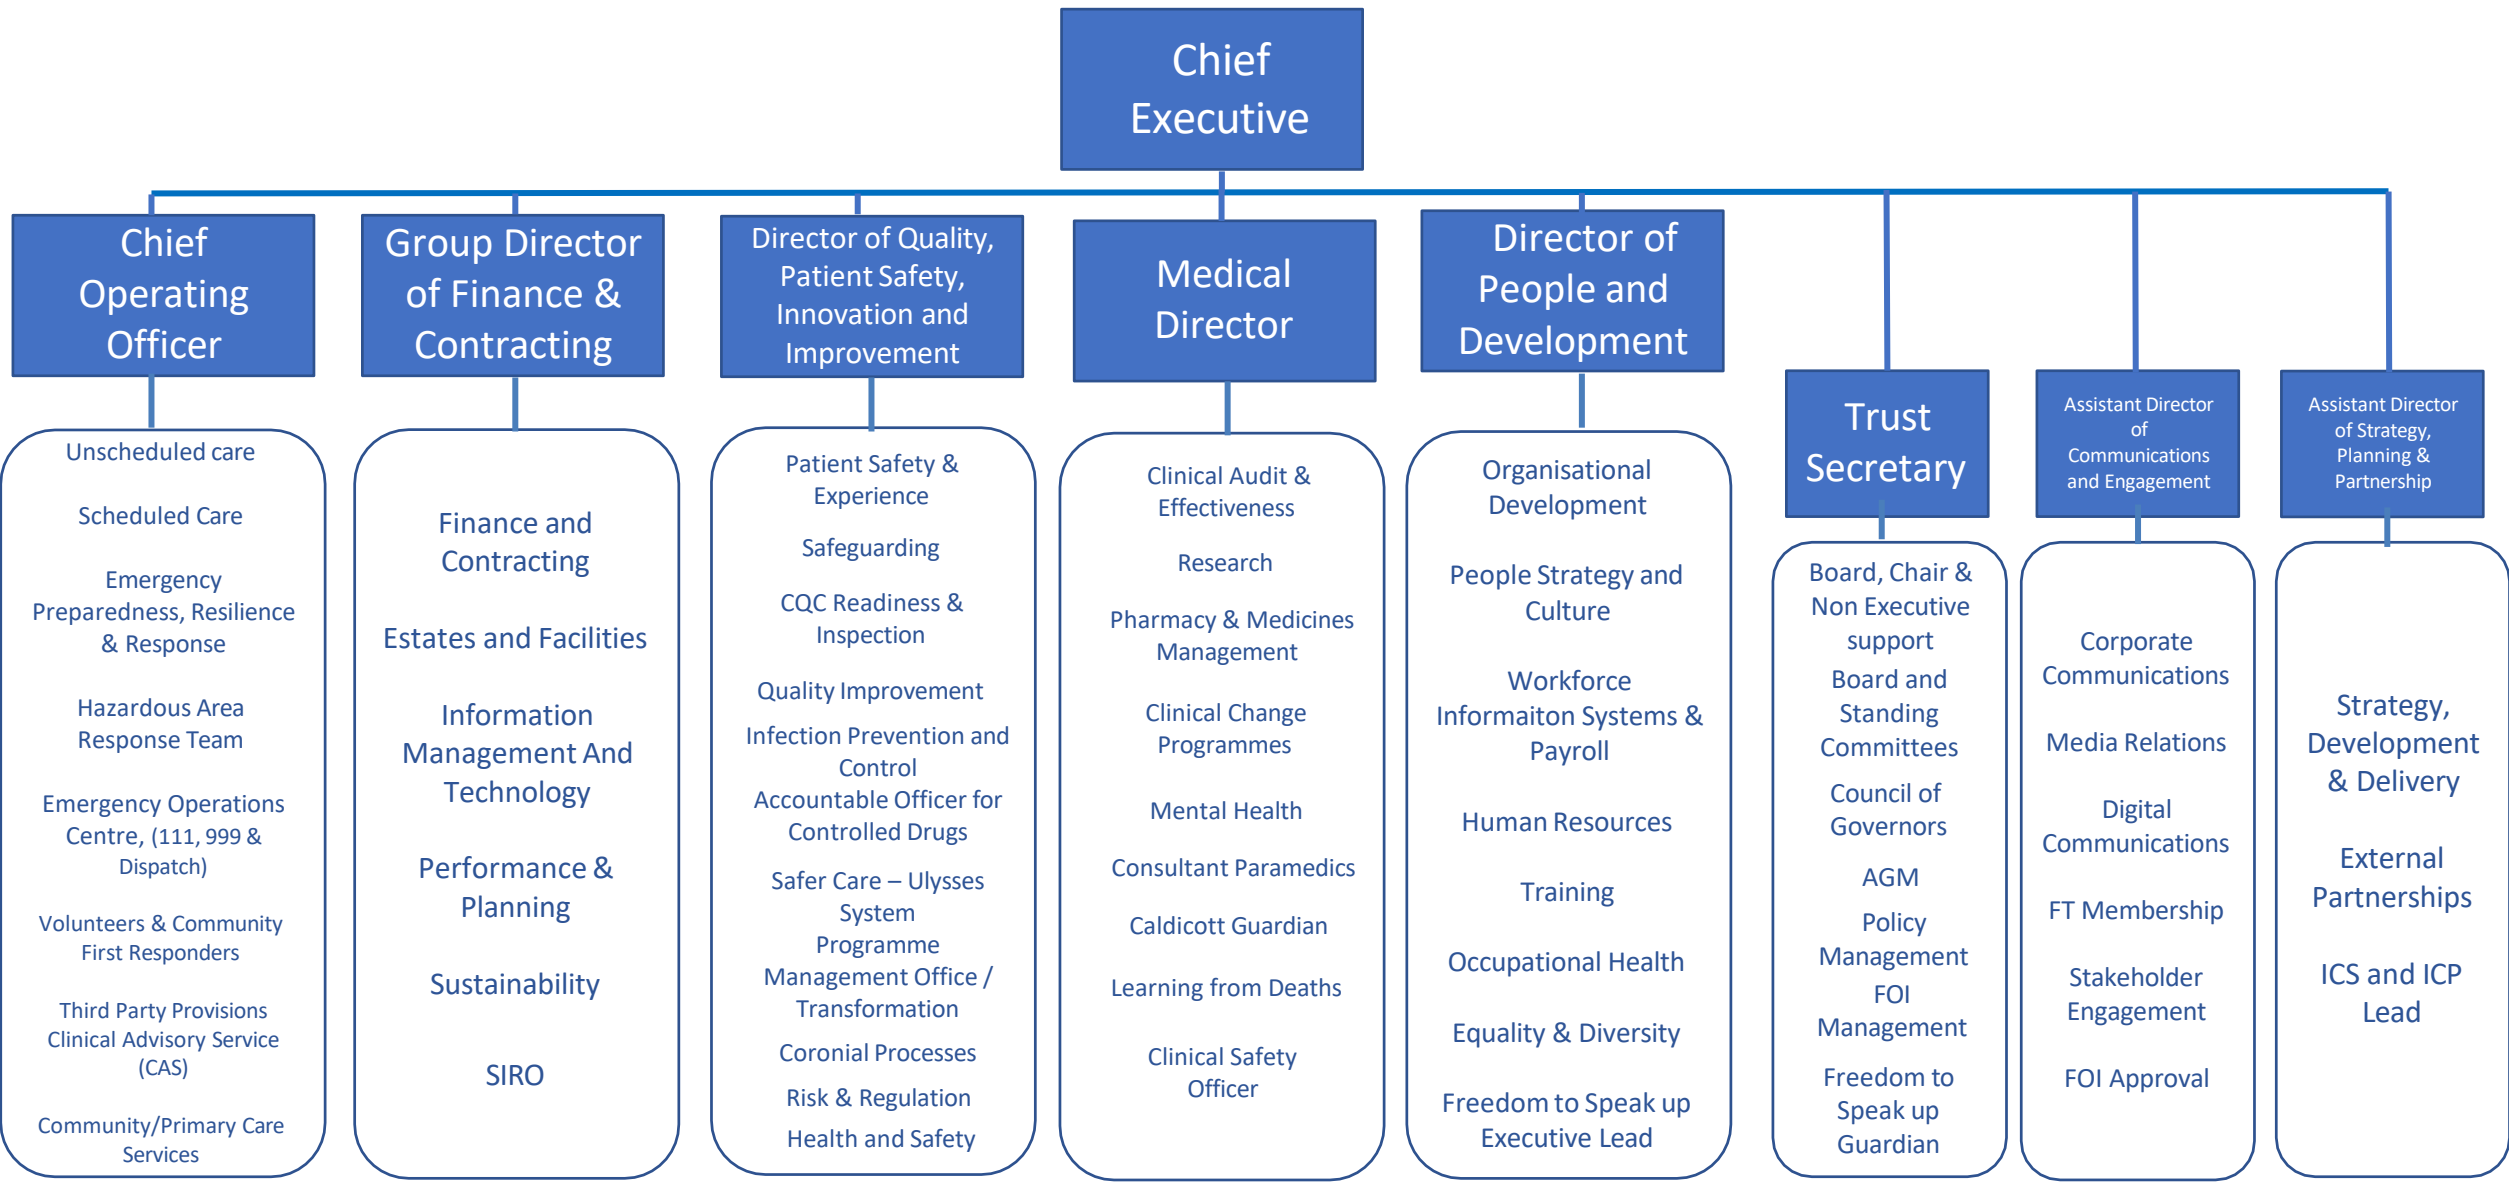 Chief
Executive
Chief
Operating
Officer
Group Director
of Finance &
Contracting
Director of Quality,
Patient Safety,
Innovation and
Improvement
Medical
Director
Director of
People and
Development
Trust
Secretary
Assistant Director
of
Communications
and Engagement
Assistant Director
of Strategy,
Planning &
Partnership
Unscheduled care
Scheduled Care
Emergency
Preparedness, Resilience
& Response
Hazardous Area
Response Team
Emergency Operations
Centre, (111, 999 &
Dispatch)
Volunteers & Community
First Responders
Third Party Provisions
Clinical Advisory Service
(CAS)
Community/Primary Care
Services
Finance and
Contracting
Estates and Facilities
Information
Management And
Technology
Performance &
Planning
Sustainability
SIRO
Patient Safety &
Experience
Safeguarding
CQC Readiness &
Inspection
Quality Improvement
Infection Prevention and
Control
Accountable Officer for
Controlled Drugs
Safer Care – Ulysses
System
Programme
Management Office /
Transformation
Coronial Processes
Risk & Regulation
Health and Safety
Clinical Audit &
Effectiveness
Research
Pharmacy & Medicines
Management
Clinical Change
Programmes
Mental Health
Consultant Paramedics
Caldicott Guardian
Learning from Deaths
Clinical Safety
Officer
Organisational
Development
People Strategy and
Culture
Workforce
Informaiton Systems &
Payroll
Human Resources
Training
Occupational Health
Equality & Diversity
Freedom to Speak up
Executive Lead
Board, Chair &
Non Executive
support
Board and
Standing
Committees
Council of
Governors
AGM
Policy
Management
FOI
Management
Freedom to
Speak up
Guardian
Corporate
Communications
Media Relations
Digital
Communications
FT Membership
Stakeholder
Engagement
FOI Approval
Strategy,
Development
& Delivery
External
Partnerships
ICS and ICP
Lead